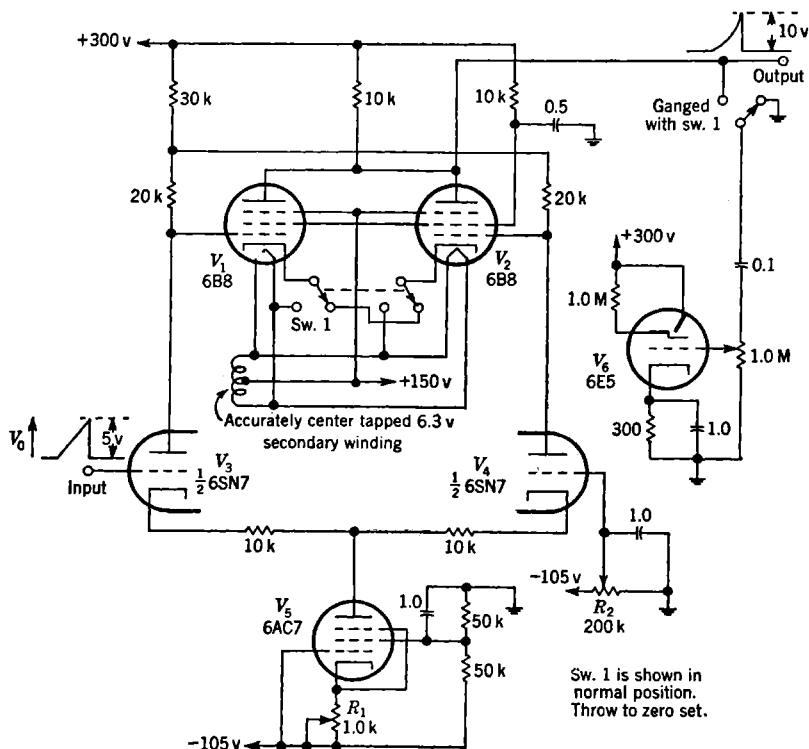 10 v
+300 v
Output
30 k
10 k
10 k
0.5
Ganged
with sw. 1
20 k
20 k
+300 v
V1
6B8
V2
6B8
0.1
Sw. 1
1.0 M
V6
6E5
1.0 M
+150 v
Accurately center tapped 6.3 v
secondary winding
300
1.0
V0
5 v
V3
½ 6SN7
V4
½ 6SN7
Input
10 k
10 k
1.0
-105 v
R2
200 k
V5
6AC7
1.0
50 k
50 k
R1
1.0 k
-105 v
Sw. 1 is shown in
normal position.
Throw to zero set.